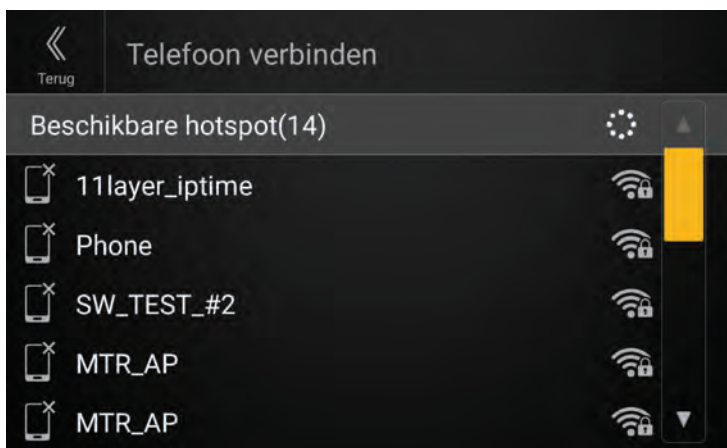 Terug
Telefoon verbinden
Beschikbare hotspot(14)
11layer_iptime
Phone
SW_TEST_#2
MTR_AP
MTR_AP